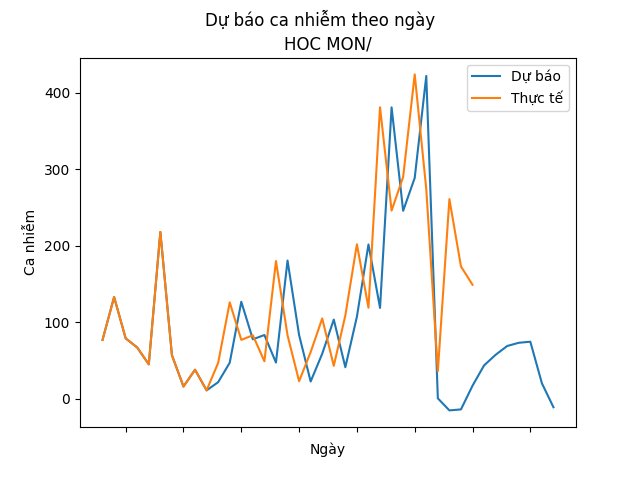 Dự báo ca nhiễm theo ngày
HOC MON/
Dự báo
Thực tế
400
300
200
100
0
Ca nhiễm
Ngày